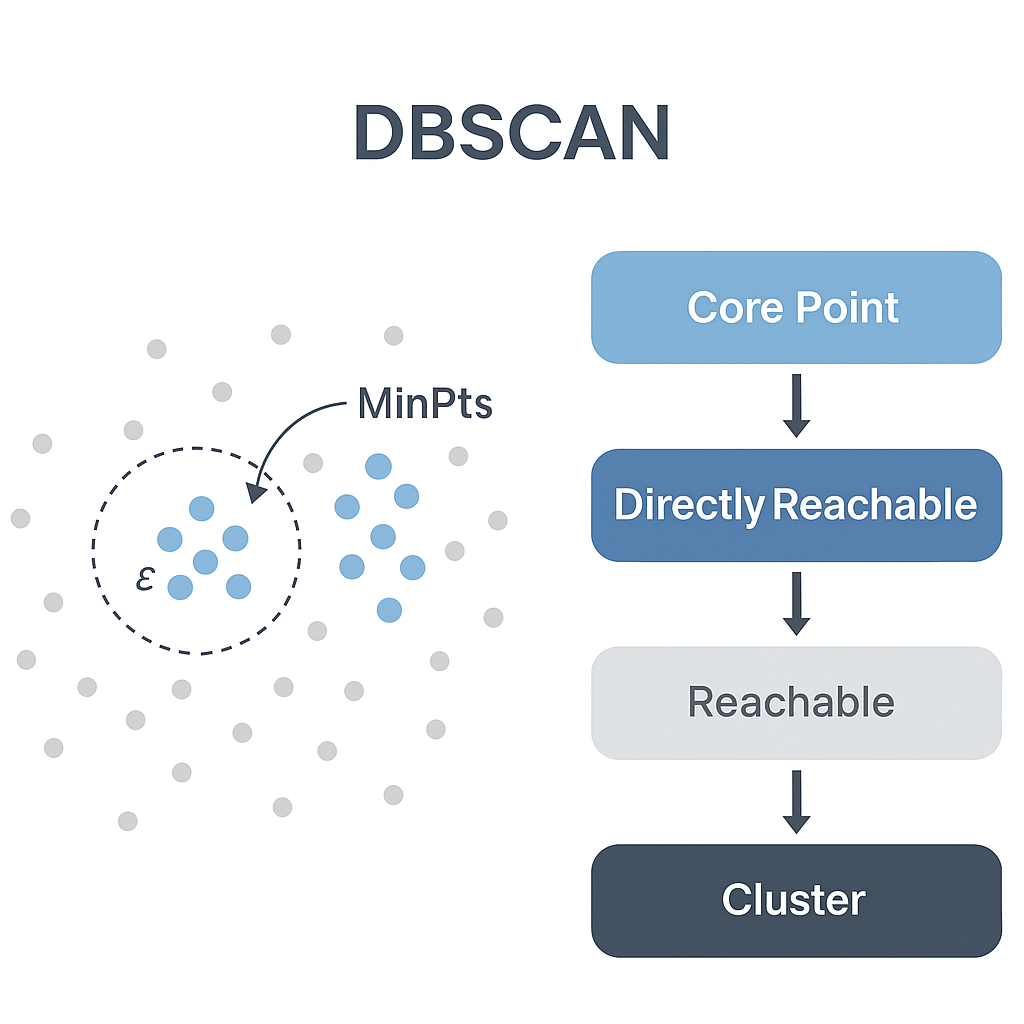 DBSCAN
MinPts
ε
Core Point
Directly Reachable
Reachable
Cluster